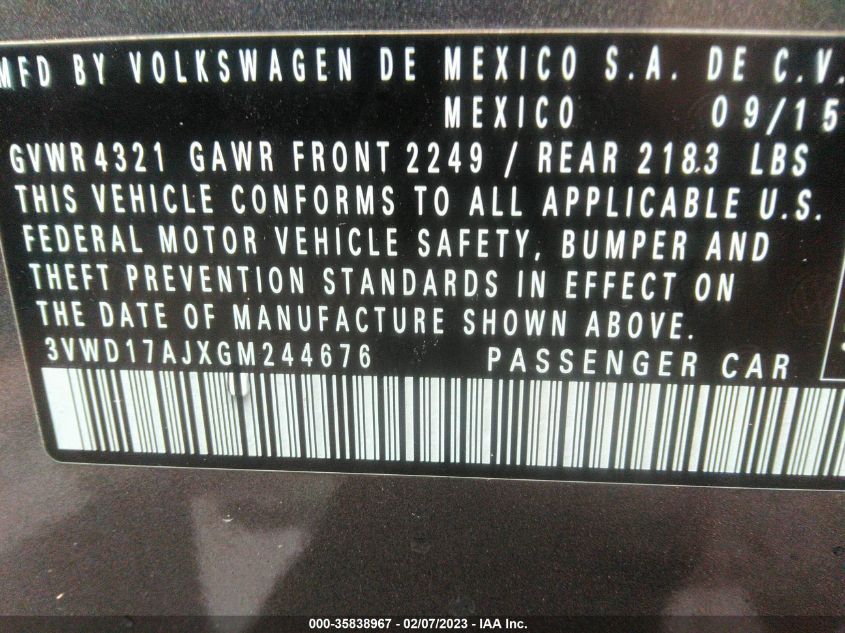 MFD BY VOLKSWAGEN DE MEXICO S.A. DE C.V.
MEXICO 09/15
GVWR 4321 GAWR FRONT 2249 / REAR 2183 LBS
THIS VEHICLE CONFORMS TO ALL APPLICABLE U.S.
FEDERAL MOTOR VEHICLE SAFETY, BUMPER AND
THEFT PREVENTION STANDARDS IN EFFECT ON
THE DATE OF MANUFACTURE SHOWN ABOVE.
3VWD17AJXGM244676 PASSENGER CAR
000-35838967 - 02/07/2023 - IAA Inc.